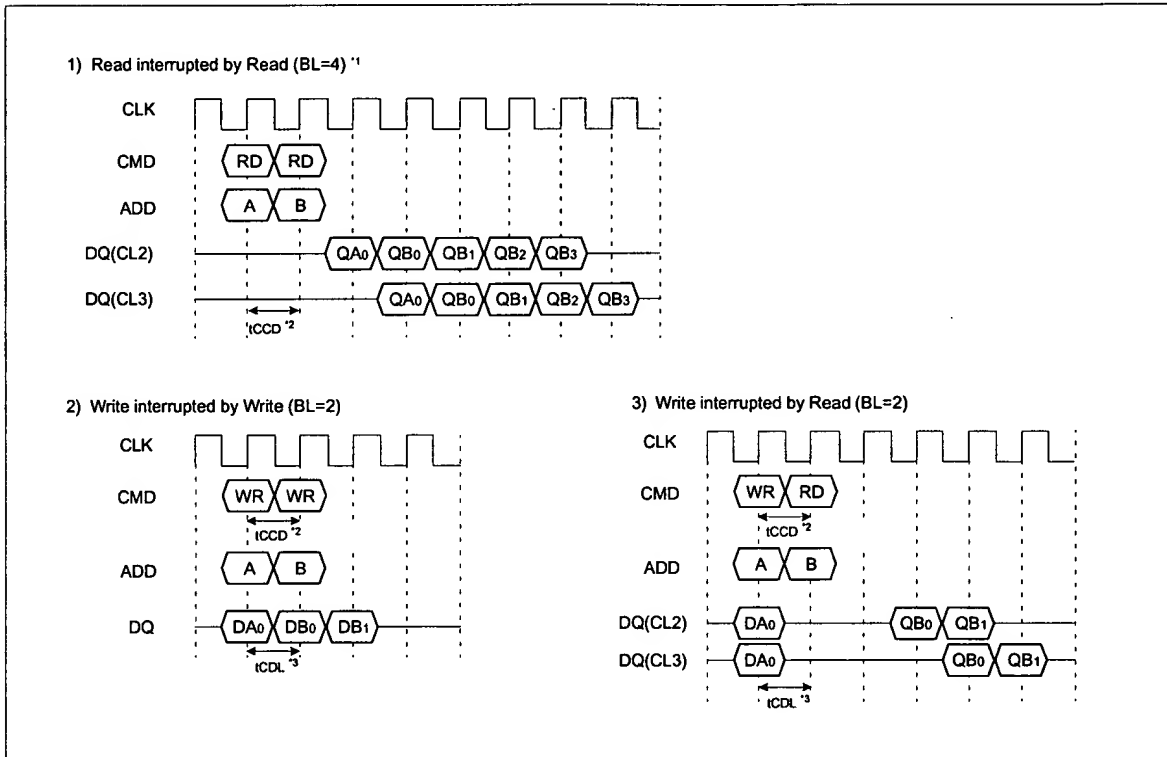 1) Read interrupted by Read (BL=4) *1
CLK
CMD RD RD
ADD A B
DQ(CL2) QA0 QB0 QB1 QB2 QB3
DQ(CL3) QA0 QB0 QB1 QB2 QB3
tCCD *2
2) Write interrupted by Write (BL=2)
CLK
CMD WR WR
tCCD *2
ADD A B
DQ DA0 DB0 DB1
tCDL *3
3) Write interrupted by Read (BL=2)
CLK
CMD WR RD
tCCD *2
ADD A B
DQ(CL2) DA0 QB0 QB1
DQ(CL3) DA0 QB0 QB1
tCDL *3